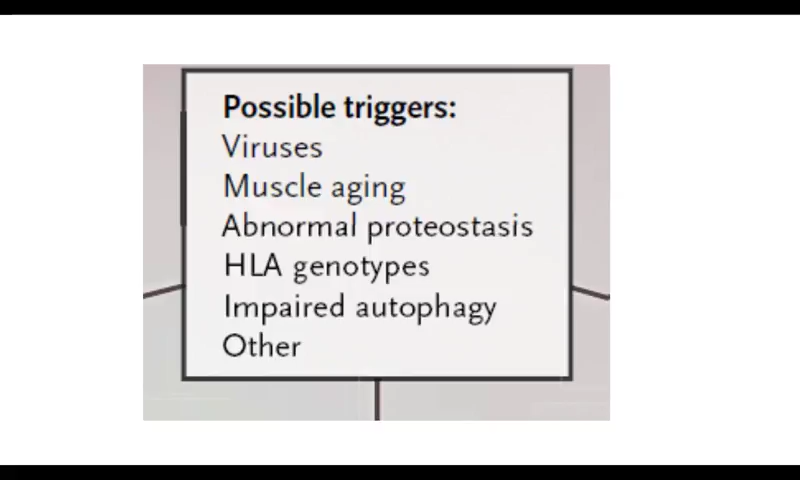 Possible triggers:
Viruses
Muscle aging
Abnormal proteostasis
HLA genotypes
Impaired autophagy
Other